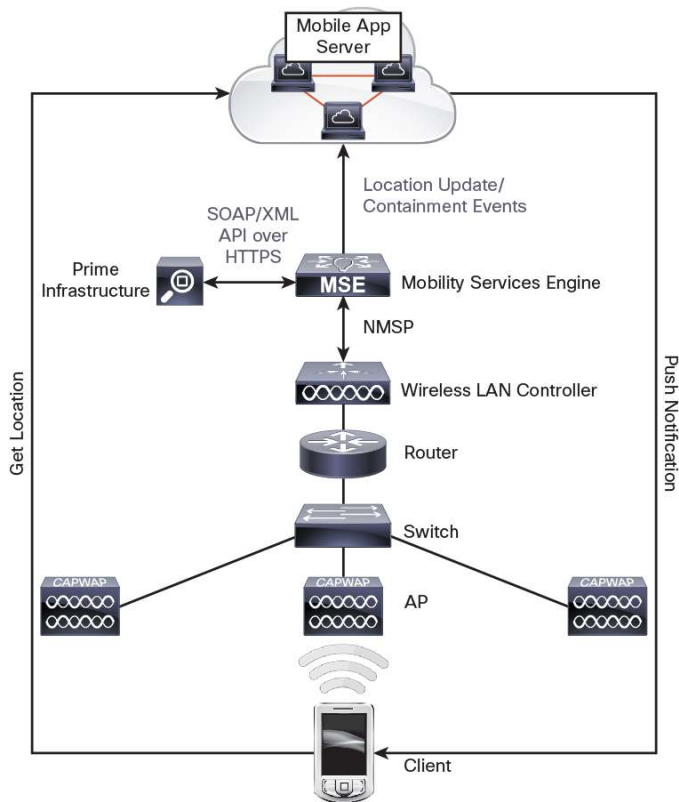 Mobile App
Server
Location Update/
Containment Events
SOAP/XML
API over
HTTPS
Prime
Infrastructure
MSE
Mobility Services Engine
NMSP
Wireless LAN Controller
Get Location
Push Notification
Router
Switch
CAPWAP
CAPWAP
CAPWAP
AP
Client